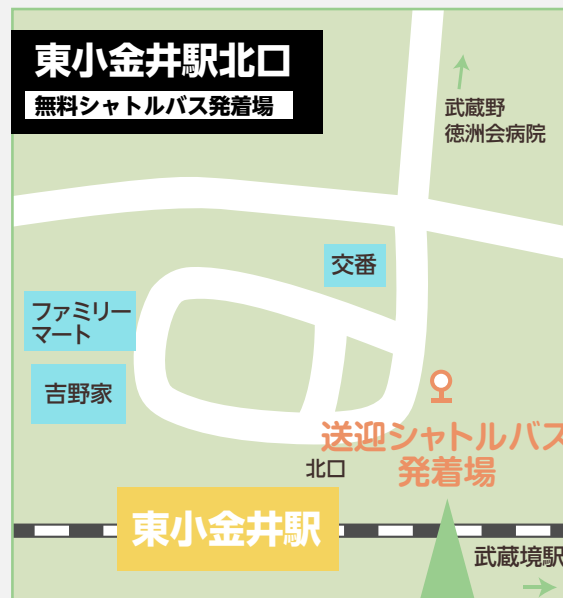 東小金井駅北口
無料シャトルバス発着場
武蔵野
徳洲会病院
交番
ファミリー
マート
吉野家
送迎シャトルバス
発着場
北口
東小金井駅
武蔵境駅